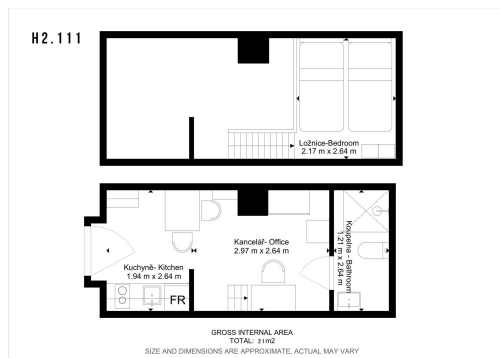 H2.111
Ložnice-Bedroom
2.17 m x 2.64 m
Kancelář- Office
2.97 m x 2.64 m
Koupelna - Bathroom
1.21 m x 2.64 m
Kuchyně- Kitchen
1.94 m x 2.64 m
FR
GROSS INTERNAL AREA
TOTAL: 21m2
SIZE AND DIMENSIONS ARE APPROXIMATE, ACTUAL MAY VARY